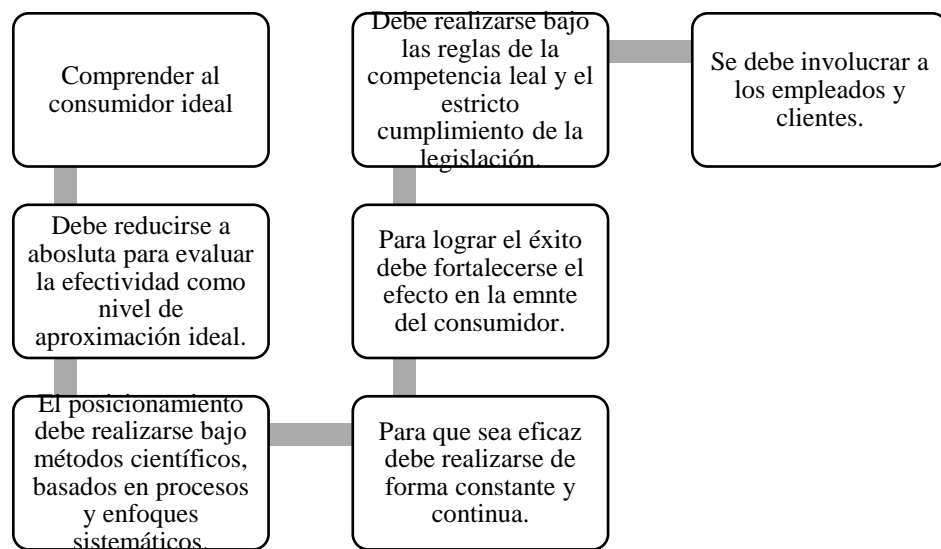 Comprender al
consumidor ideal
Debe reducirse a
abosluta para evaluar
la efectividad como
nivel de
aproximación ideal.
El posicionamiento
debe realizarse bajo
métodos científicos,
basados en procesos
y enfoques
sistemáticos.
Para que sea eficaz
debe realizarse de
forma constante y
continua.
Para lograr el éxito
debe fortalecerse el
efecto en la emnte
del consumidor.
Debe realizarse bajo
las reglas de la
competencia leal y el
estricto
cumplimiento de la
legislación.
Se debe involucrar a
los empleados y
clientes.